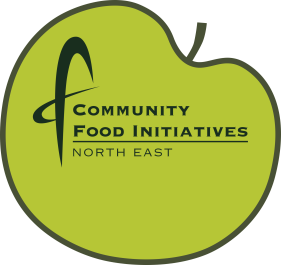 Community
Food Initiatives
NORTH EAST